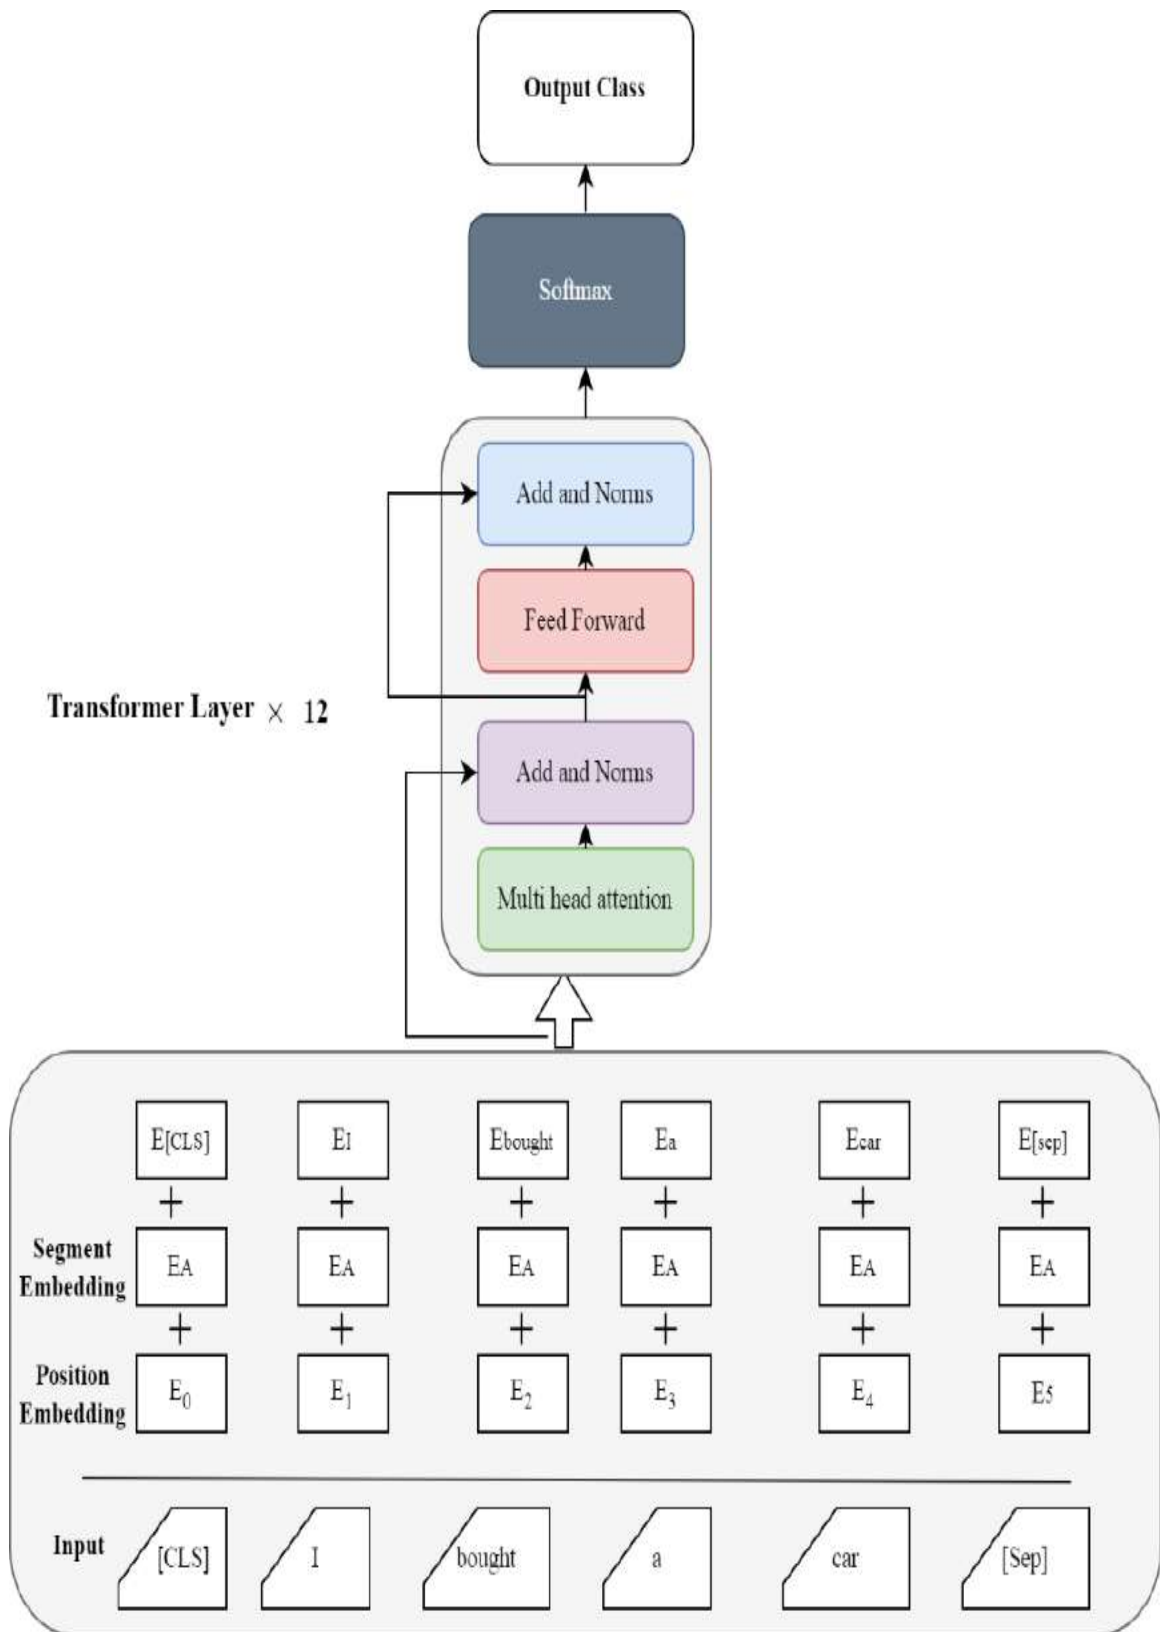 Output Class
Softmax
Add and Norms
Feed Forward
Transformer Layer × 12
Add and Norms
Multi head attention
E[CLS] EI Ebought Ea Ecar E[sep]
+ + + + + +
Segment
Embedding
EA EA EA EA EA EA
+ + + + + +
Position
Embedding
E0 E1 E2 E3 E4 E5
Input [CLS] I bought a car [Sep]